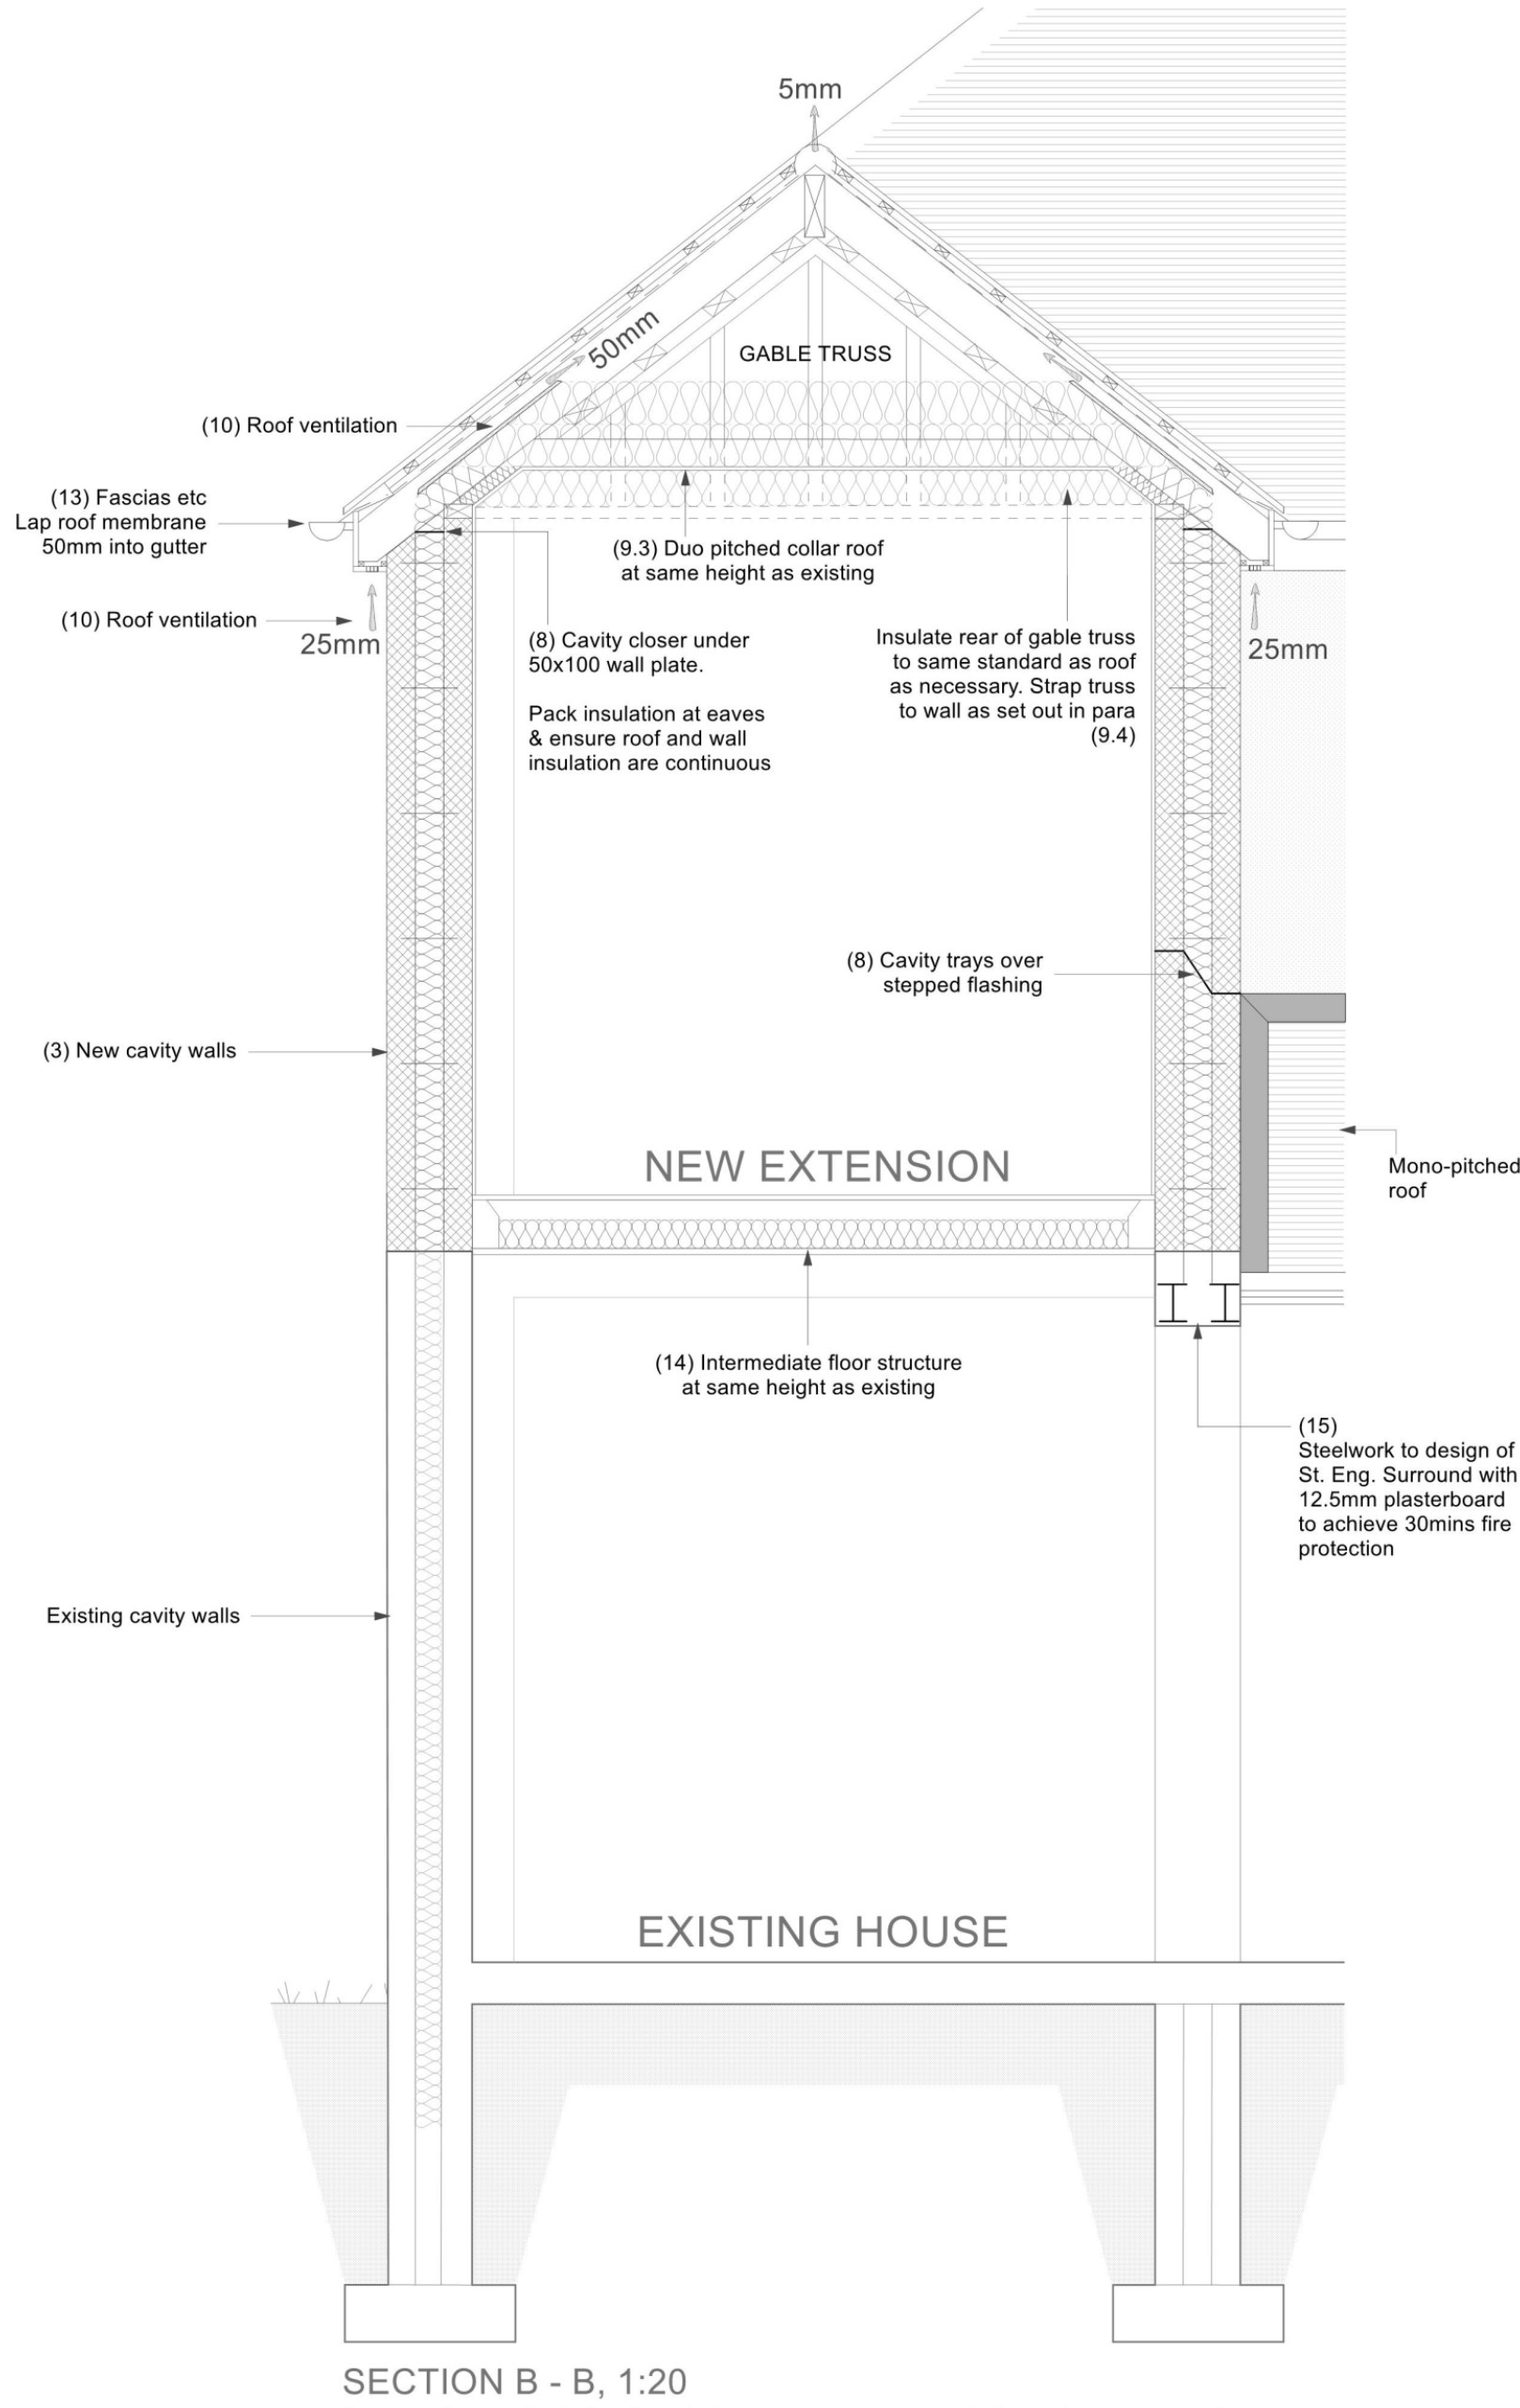 5mm
50mm
GABLE TRUSS
(10) Roof ventilation
(13) Fascias etc
Lap roof membrane
50mm into gutter
(9.3) Duo pitched collar roof
at same height as existing
(10) Roof ventilation
25mm
(8) Cavity closer under
50x100 wall plate.
Pack insulation at eaves
& ensure roof and wall
insulation are continuous
Insulate rear of gable truss
to same standard as roof
as necessary. Strap truss
to wall as set out in para
(9.4)
25mm
(8) Cavity trays over
stepped flashing
(3) New cavity walls
NEW EXTENSION
Mono-pitched
roof
(14) Intermediate floor structure
at same height as existing
(15)
Steelwork to design of
St. Eng. Surround with
12.5mm plasterboard
to achieve 30mins fire
protection
Existing cavity walls
EXISTING HOUSE
SECTION B - B, 1:20